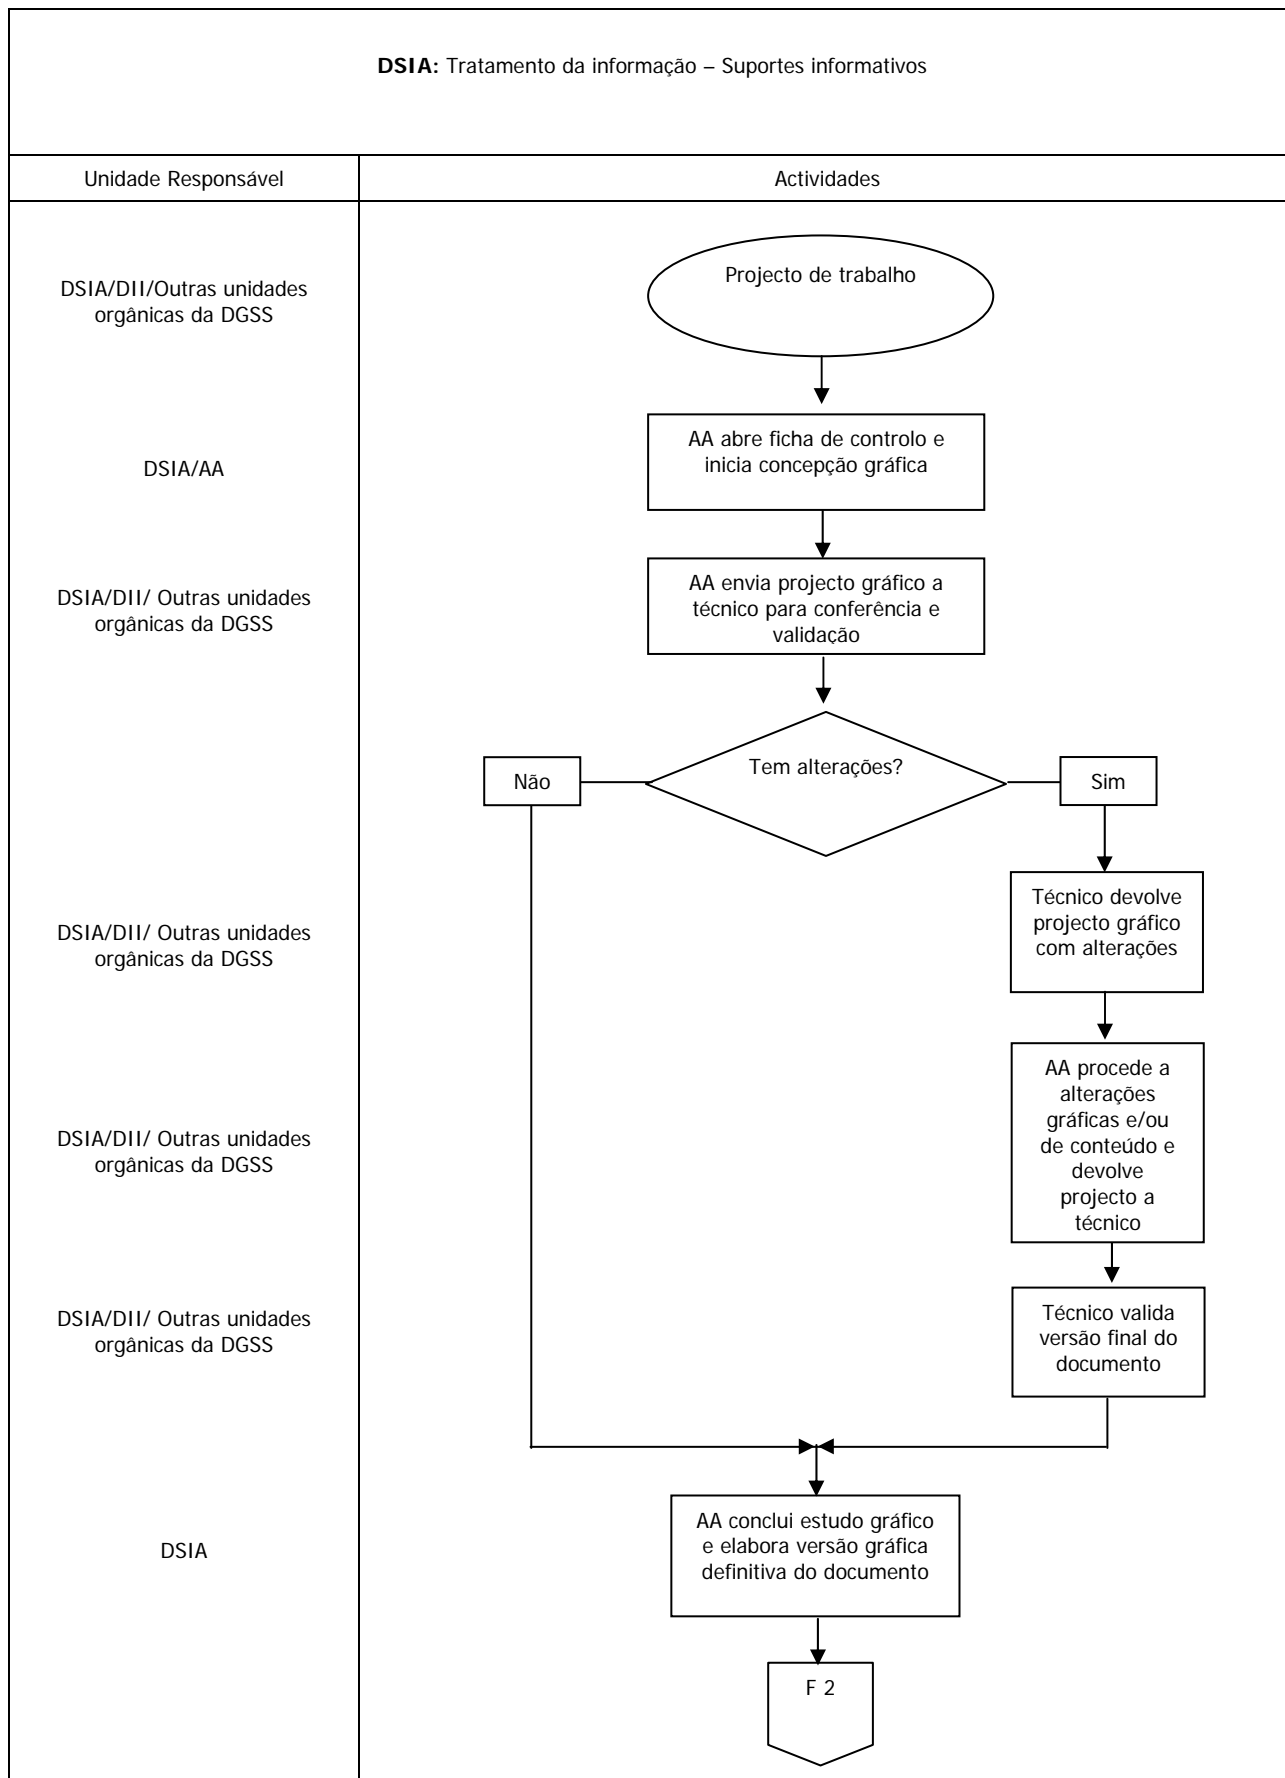 DSIA: Tratamento da informação – Suportes informativos
Unidade Responsável
Actividades
DSIA/DII/Outras unidades
orgânicas da DGSS
Projecto de trabalho
DSIA/AA
AA abre ficha de controlo e
inicia concepção gráfica
DSIA/DII/ Outras unidades
orgânicas da DGSS
AA envia projecto gráfico a
técnico para conferência e
validação
Tem alterações?
Não
Sim
DSIA/DII/ Outras unidades
orgânicas da DGSS
Técnico devolve
projecto gráfico
com alterações
DSIA/DII/ Outras unidades
orgânicas da DGSS
AA procede a
alterações
gráficas e/ou
de conteúdo e
devolve
projecto a
técnico
DSIA/DII/ Outras unidades
orgânicas da DGSS
Técnico valida
versão final do
documento
DSIA
AA conclui estudo gráfico
e elabora versão gráfica
definitiva do documento
F 2